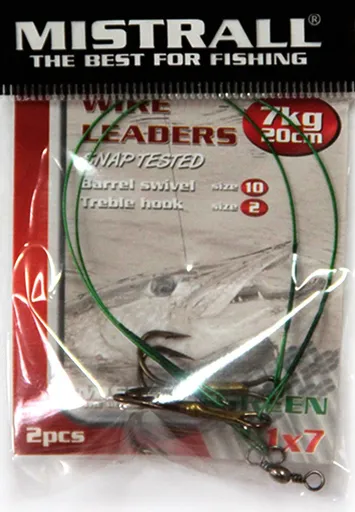 MISTRALL®
THE BEST FOR FISHING
WIRE
LEADERS
SNAP TESTED
7kg
20cm
Barrel swivel size 10
Treble hook size 2
2pcs
1x7